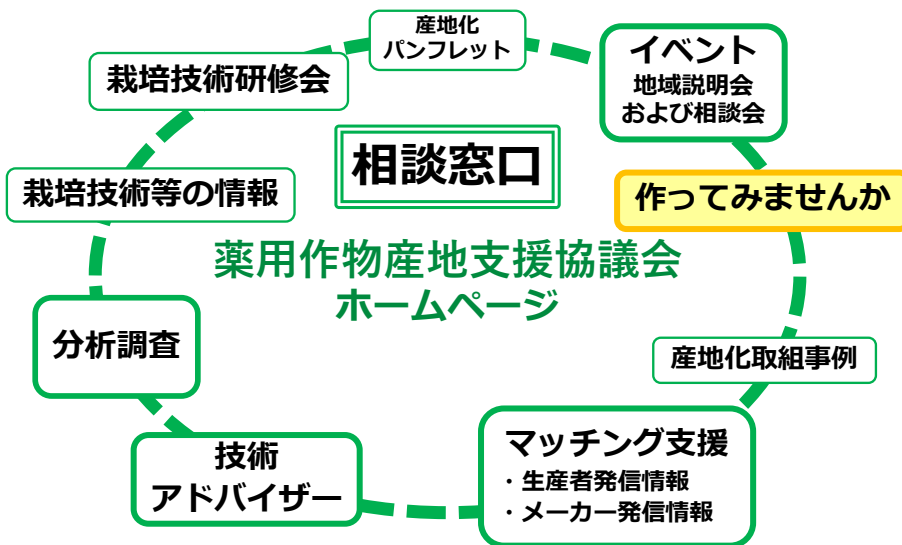 産地化
パンフレット
イベント
地域説明会
および相談会
栽培技術研修会
相談窓口
栽培技術等の情報
作ってみませんか
薬用作物産地支援協議会
ホームページ
分析調査
産地化取組事例
技術
アドバイザー
マッチング支援
・生産者発信情報
・メーカー発信情報